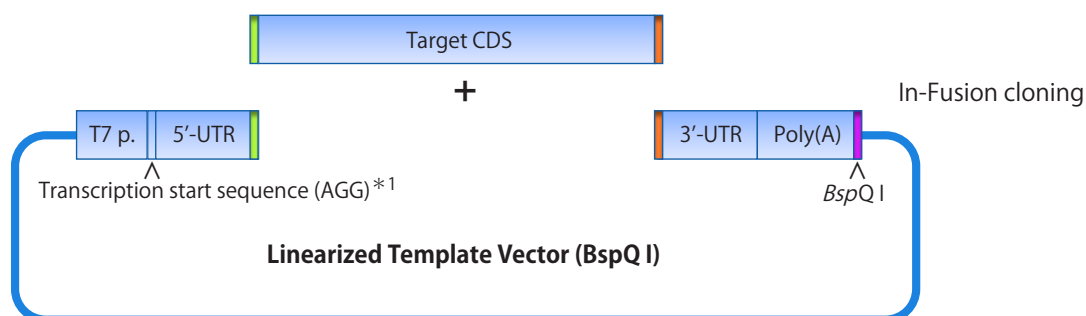 Target CDS
+
In-Fusion cloning
T7 p. 5′-UTR 3′-UTR Poly(A)
Transcription start sequence (AGG)*1 BspQ I
Linearized Template Vector (BspQ I)